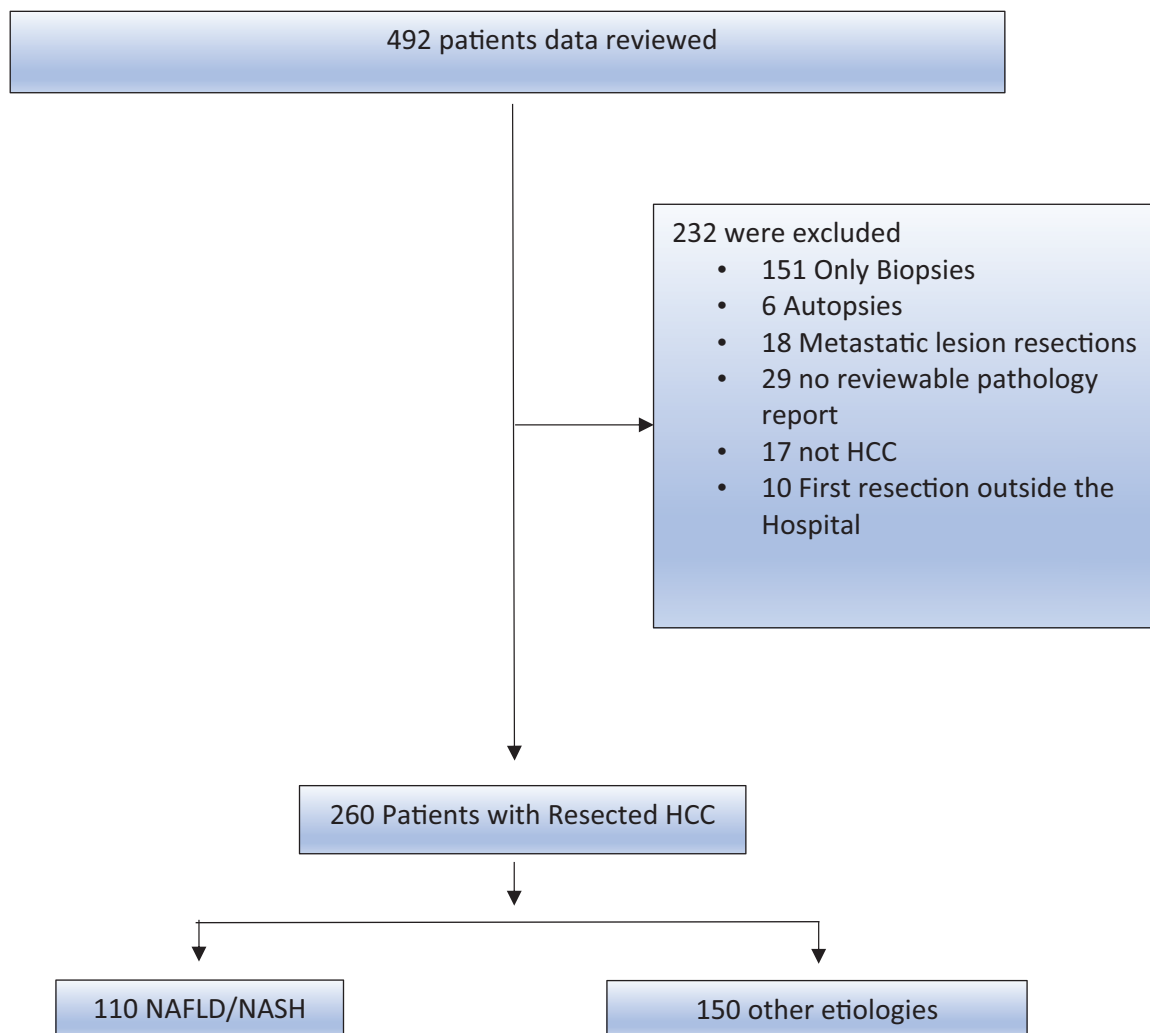 492 patients data reviewed
232 were excluded
• 151 Only Biopsies
• 6 Autopsies
• 18 Metastatic lesion resections
• 29 no reviewable pathology
report
• 17 not HCC
• 10 First resection outside the
Hospital
260 Patients with Resected HCC
110 NAFLD/NASH
150 other etiologies